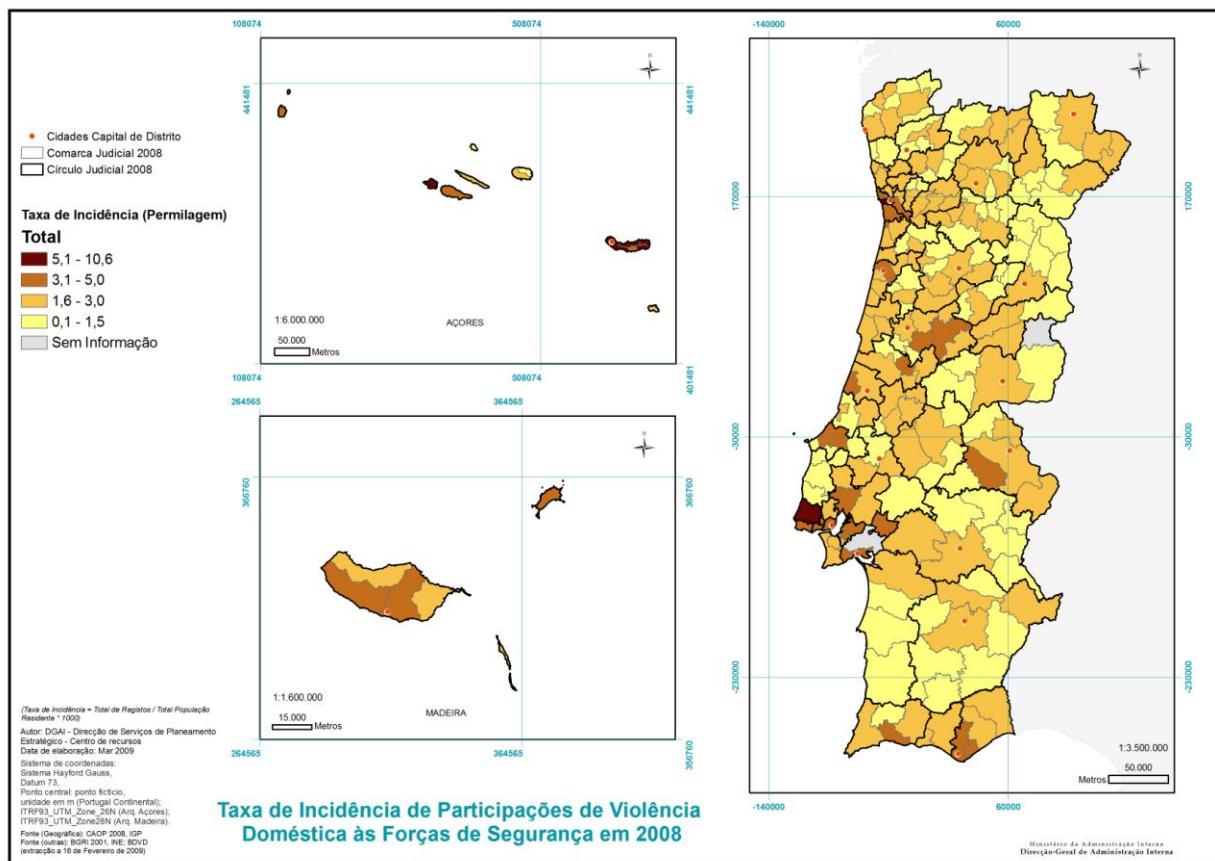 108074
508074
441481
441481
1:6.000.000
50.000
Metros
AÇORES
108074
508074
401481
264565
364565
366760
366760
1:1.600.000
15.000
Metros
MADEIRA
264565
364565
356760
-140000
60000
170000
170000
-30000
-30000
-230000
-230000
1:3.500.000
Metros
50.000
-140000
60000
Cidades Capital de Distrito
Comarca Judicial 2008
Círculo Judicial 2008
Taxa de Incidência (Permilagem)
Total
5,1 - 10,6
3,1 - 5,0
1,6 - 3,0
0,1 - 1,5
Sem Informação
(Taxa de Incidência = Total de Registos / Total População
Residente * 1000)
Autor: DGAI - Direcção de Serviços de Planeamento
Estratégico - Centro de recursos
Data de elaboração: Mar 2009
Sistema de coordenadas:
Sistema Hayford Gauss,
Datum 73,
Ponto central: ponto fictício,
unidade em m (Portugal Continental);
ITRF93_UTM_Zone_26N (Arq. Açores);
ITRF93_UTM_Zone28N (Arq. Madeira).
Fonte (Geográfica): CAOP 2008, IGP
Fonte (outras): BGRI 2001, INE; BDVD
(extracção a 16 de Fevereiro de 2009)
Taxa de Incidência de Participações de Violência
Doméstica às Forças de Segurança em 2008
Ministério da Administração Interna
Direcção-Geral de Administração Interna